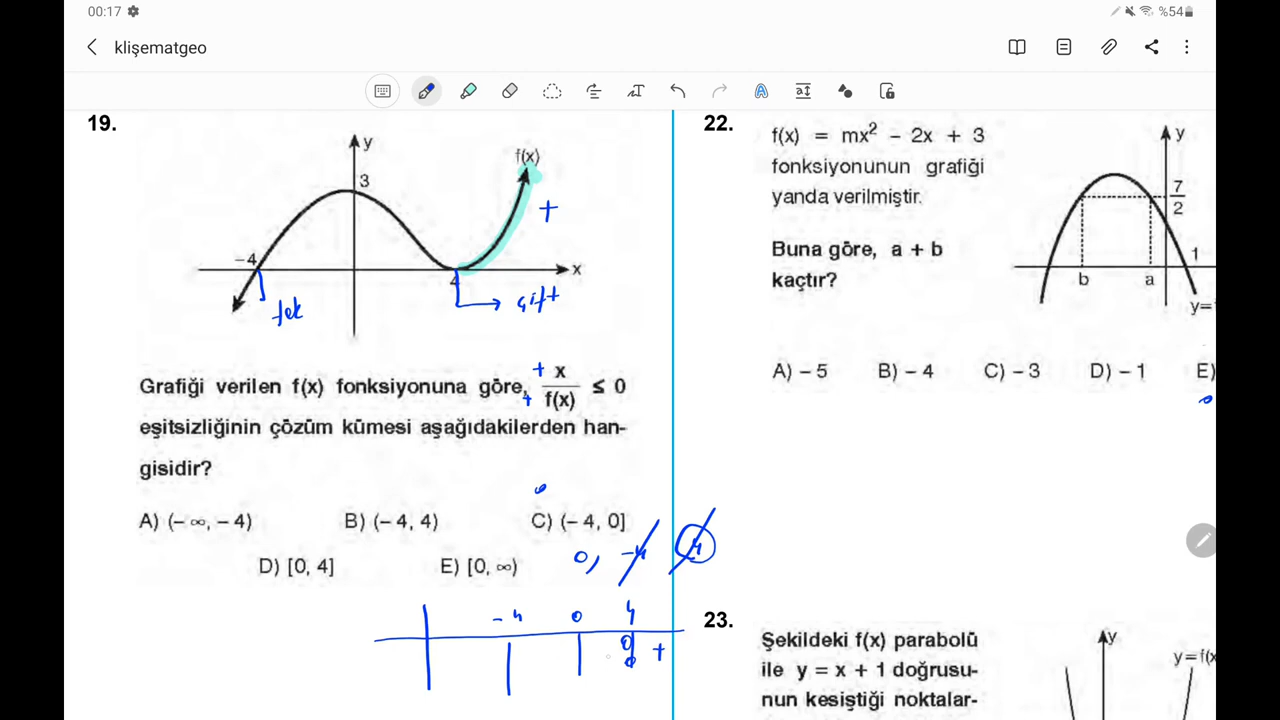 00:17
%54
klişematgeo
19.
y
f(x)
3
+
-4
4
x
tek
çift
Grafiği verilen f(x) fonksiyonuna göre, x/f(x) ≤ 0
+
+
eşitsizliğinin çözüm kümesi aşağıdakilerden han-
gisidir?
A) (-∞, -4)
B) (-4, 4)
C) (-4, 0]
D) [0, 4]
E) [0, ∞)
0, -4 4
-4 0 4
+
22.
f(x) = mx² - 2x + 3
fonksiyonunun grafiği
yanda verilmiştir.
Buna göre, a + b
kaçtır?
y
7/2
1
b
a
y=
A) -5
B) -4
C) -3
D) -1
E)
23.
Şekildeki f(x) parabolü
ile y = x + 1 doğrusu-
nun kesiştiği noktalar-
y
y=f(x